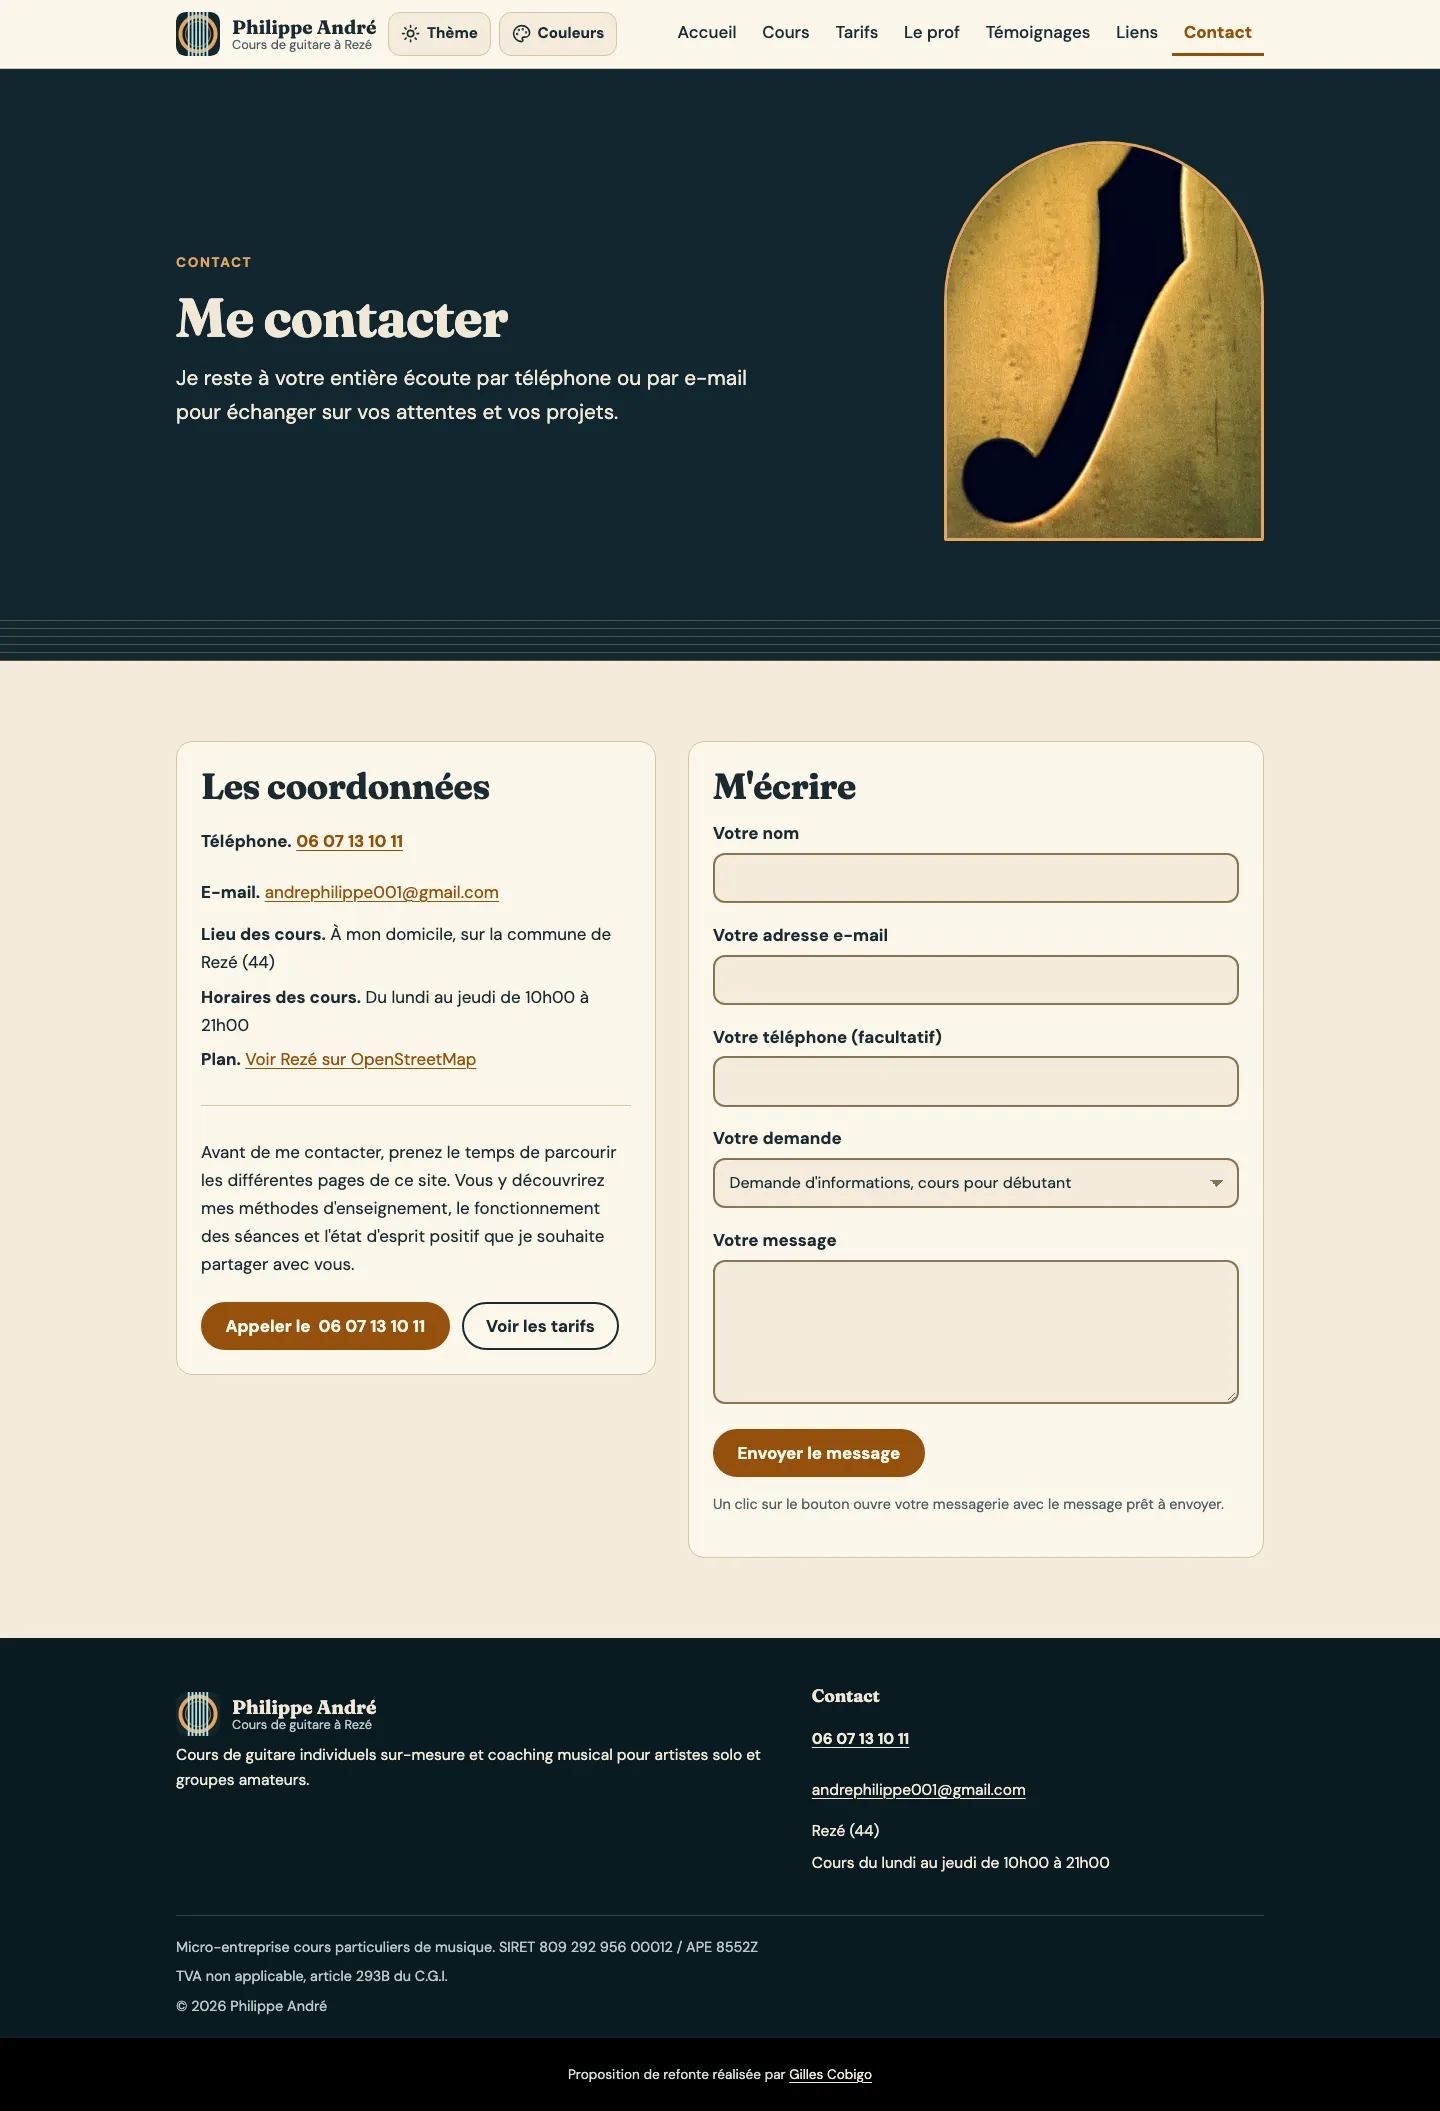 Philippe André
Cours de guitare à Rezé
Thème
Couleurs
Accueil
Cours
Tarifs
Le prof
Témoignages
Liens
Contact
CONTACT
Me contacter
Je reste à votre entière écoute par téléphone ou par e-mail
pour échanger sur vos attentes et vos projets.
Les coordonnées
Téléphone. 06 07 13 10 11
E-mail. andrephilippe001@gmail.com
Lieu des cours. À mon domicile, sur la commune de
Rezé (44)
Horaires des cours. Du lundi au jeudi de 10h00 à
21h00
Plan. Voir Rezé sur OpenStreetMap
Avant de me contacter, prenez le temps de parcourir
les différentes pages de ce site. Vous y découvrirez
mes méthodes d'enseignement, le fonctionnement
des séances et l'état d'esprit positif que je souhaite
partager avec vous.
Appeler le 06 07 13 10 11
Voir les tarifs
M'écrire
Votre nom
Votre adresse e-mail
Votre téléphone (facultatif)
Votre demande
Demande d'informations, cours pour débutant
Votre message
Envoyer le message
Un clic sur le bouton ouvre votre messagerie avec le message prêt à envoyer.
Philippe André
Cours de guitare à Rezé
Cours de guitare individuels sur-mesure et coaching musical pour artistes solo et
groupes amateurs.
Contact
06 07 13 10 11
andrephilippe001@gmail.com
Rezé (44)
Cours du lundi au jeudi de 10h00 à 21h00
Micro-entreprise cours particuliers de musique. SIRET 809 292 956 00012 / APE 8552Z
TVA non applicable, article 293B du C.G.I.
© 2026 Philippe André
Proposition de refonte réalisée par Gilles Cobigo